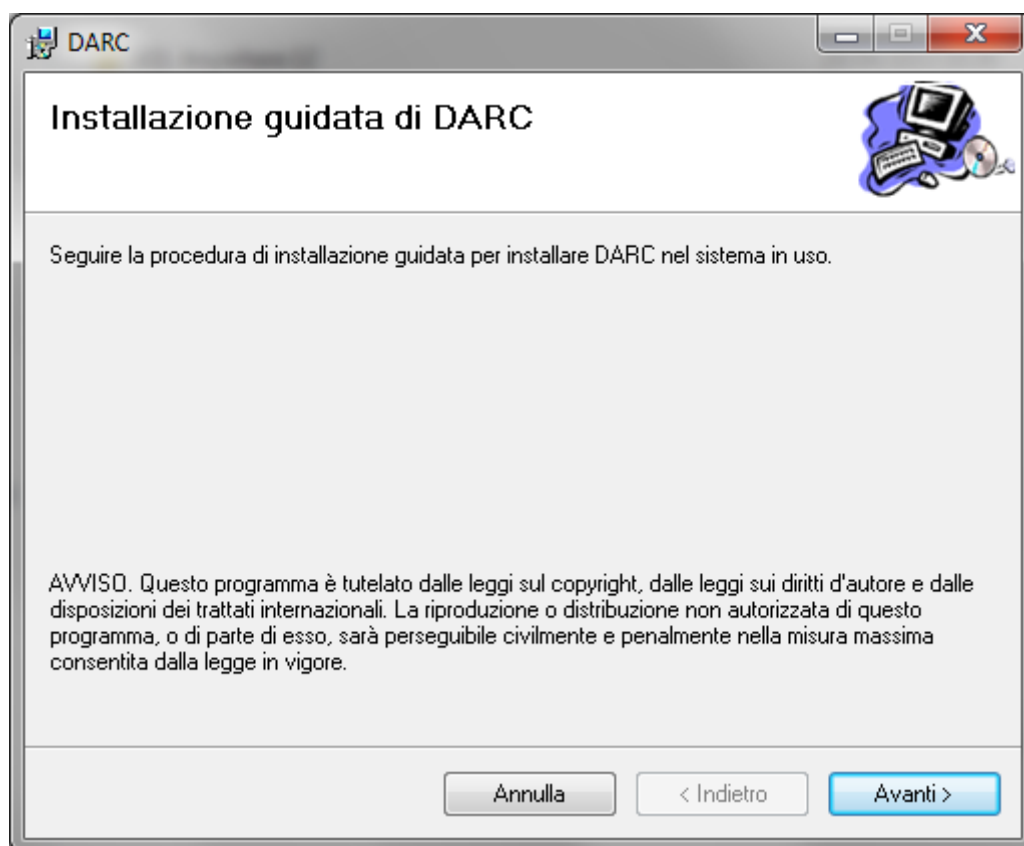 DARC
Installazione guidata di DARC
Seguire la procedura di installazione guidata per installare DARC nel sistema in uso.
AVVISO. Questo programma è tutelato dalle leggi sul copyright, dalle leggi sui diritti d'autore e dalle
disposizioni dei trattati internazionali. La riproduzione o distribuzione non autorizzata di questo
programma, o di parte di esso, sarà perseguibile civilmente e penalmente nella misura massima
consentita dalla legge in vigore.
Annulla
< Indietro
Avanti >